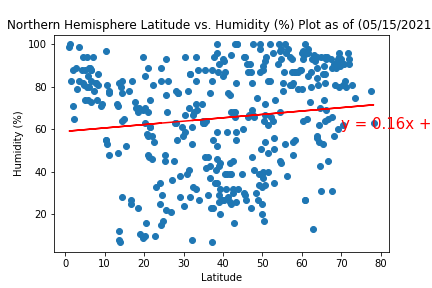 Northern Hemisphere Latitude vs. Humidity (%) Plot as of (05/15/2021
100
80
60
40
20
Humidity (%)
y = 0.16x +
0 10 20 30 40 50 60 70 80
Latitude